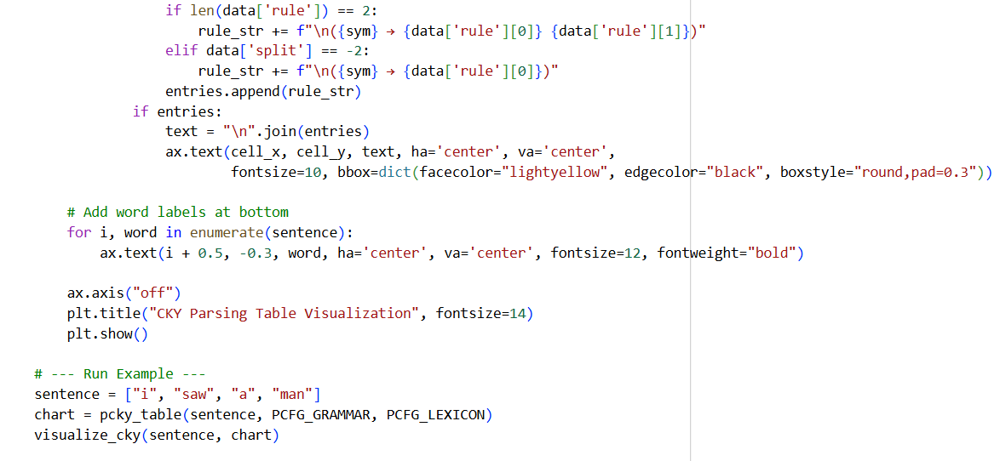 if len(data['rule']) == 2:
                    rule_str += f"\n({sym} → {data['rule'][0]} {data['rule'][1]})"
                elif data['split'] == -2:
                    rule_str += f"\n({sym} → {data['rule'][0]})"
                entries.append(rule_str)
            if entries:
                text = "\n".join(entries)
                ax.text(cell_x, cell_y, text, ha='center', va='center',
                        fontsize=10, bbox=dict(facecolor="lightyellow", edgecolor="black", boxstyle="round,pad=0.3"))

    # Add word labels at bottom
    for i, word in enumerate(sentence):
        ax.text(i + 0.5, -0.3, word, ha='center', va='center', fontsize=12, fontweight="bold")

    ax.axis("off")
    plt.title("CKY Parsing Table Visualization", fontsize=14)
    plt.show()

# --- Run Example ---
sentence = ["i", "saw", "a", "man"]
chart = pcky_table(sentence, PCFG_GRAMMAR, PCFG_LEXICON)
visualize_cky(sentence, chart)